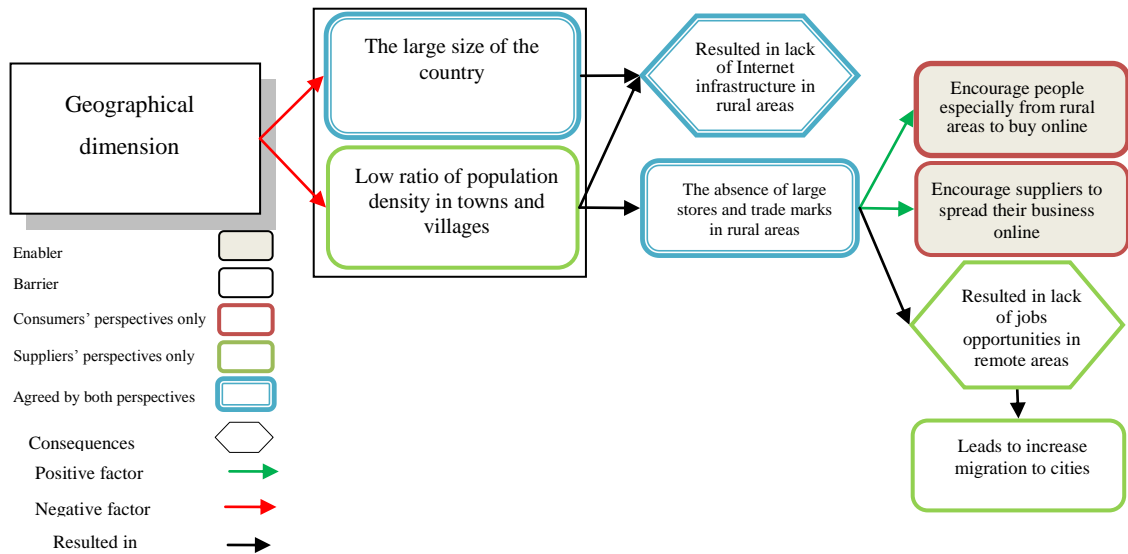 Geographical
dimension
The large size of the
country
Low ratio of population
density in towns and
villages
Resulted in lack
of Internet
infrastructure in
rural areas
The absence of large
stores and trade marks
in rural areas
Encourage people
especially from rural
areas to buy online
Encourage suppliers to
spread their business
online
Resulted in lack
of jobs
opportunities in
remote areas
Leads to increase
migration to cities
Enabler
Barrier
Consumers’ perspectives only
Suppliers’ perspectives only
Agreed by both perspectives
Consequences
Positive factor
Negative factor
Resulted in